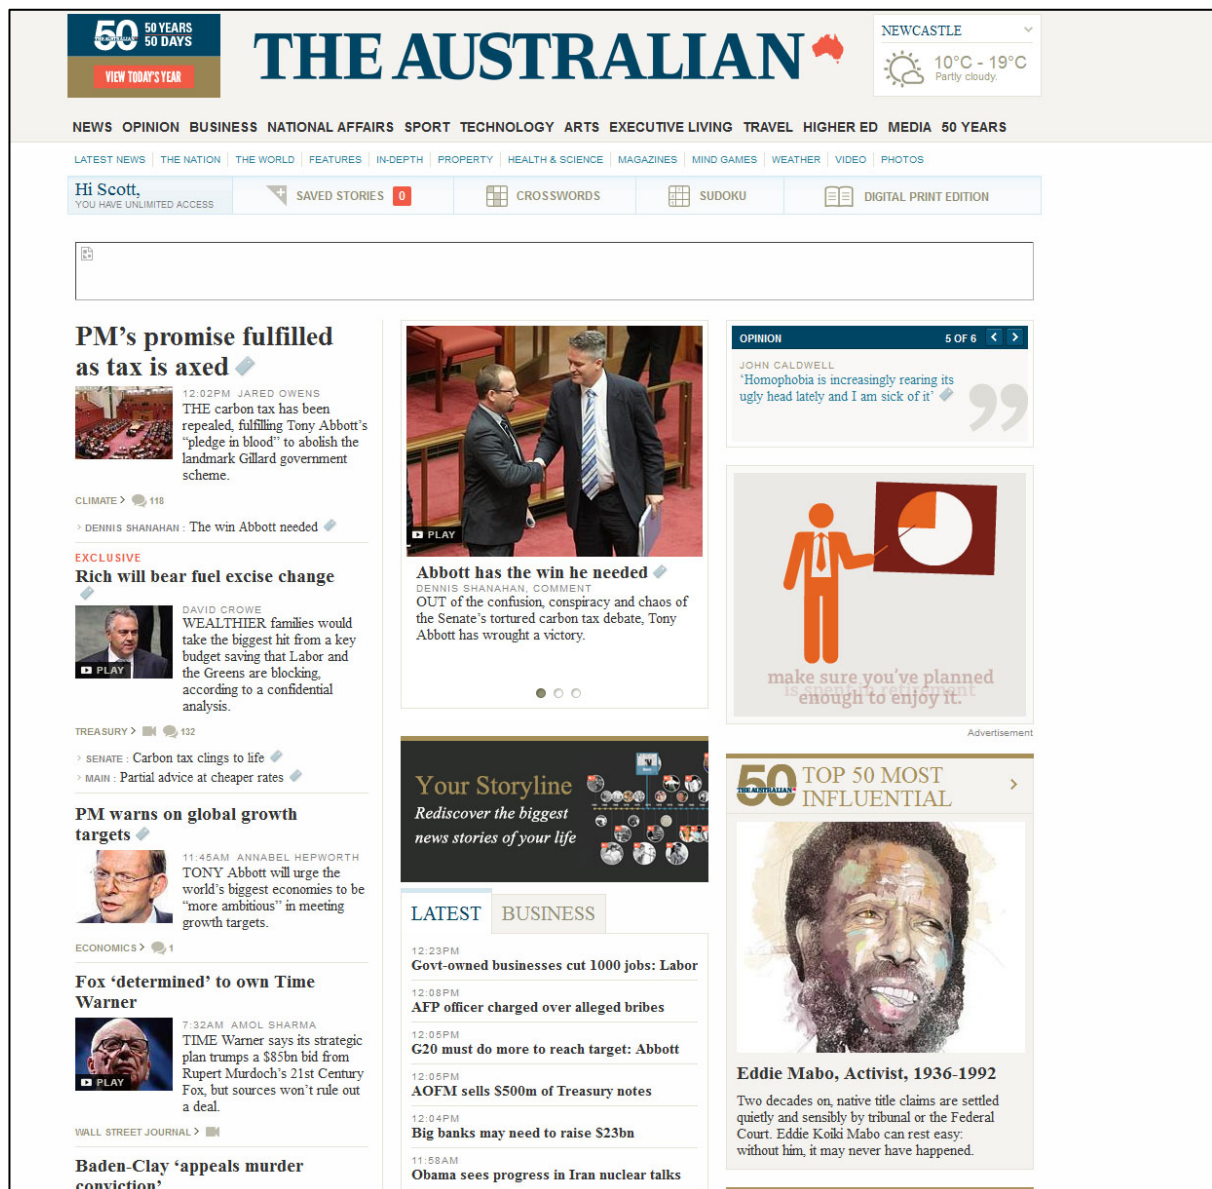 50 50 YEARS
THE AUSTRALIAN 50 DAYS
VIEW TODAY'S YEAR
THE AUSTRALIAN
NEWCASTLE
10°C - 19°C
Partly cloudy.
NEWS OPINION BUSINESS NATIONAL AFFAIRS SPORT TECHNOLOGY ARTS EXECUTIVE LIVING TRAVEL HIGHER ED MEDIA 50 YEARS
LATEST NEWS THE NATION THE WORLD FEATURES IN-DEPTH PROPERTY HEALTH & SCIENCE MAGAZINES MIND GAMES WEATHER VIDEO PHOTOS
Hi Scott,
YOU HAVE UNLIMITED ACCESS
SAVED STORIES 0
CROSSWORDS
SUDOKU
DIGITAL PRINT EDITION
PM's promise fulfilled
as tax is axed
12:02PM JARED OWENS
THE carbon tax has been
repealed, fulfilling Tony Abbott's
"pledge in blood" to abolish the
landmark Gillard government
scheme.
CLIMATE > 118
> DENNIS SHANAHAN : The win Abbott needed
EXCLUSIVE
Rich will bear fuel excise change
DAVID CROWE
WEALTHIER families would
take the biggest hit from a key
budget saving that Labor and
the Greens are blocking,
according to a confidential
analysis.
PLAY
TREASURY > 132
> SENATE : Carbon tax clings to life
> MAIN : Partial advice at cheaper rates
PM warns on global growth
targets
11:45AM ANNABEL HEPWORTH
TONY Abbott will urge the
world's biggest economies to be
"more ambitious" in meeting
growth targets.
ECONOMICS > 1
Fox 'determined' to own Time
Warner
7:32AM AMOL SHARMA
TIME Warner says its strategic
plan trumps a $85bn bid from
Rupert Murdoch's 21st Century
Fox, but sources won't rule out
a deal.
PLAY
WALL STREET JOURNAL >
Baden-Clay 'appeals murder
conviction'
PLAY
Abbott has the win he needed
DENNIS SHANAHAN, COMMENT
OUT of the confusion, conspiracy and chaos of
the Senate's tortured carbon tax debate, Tony
Abbott has wrought a victory.
Your Storyline
Rediscover the biggest
news stories of your life
LATEST BUSINESS
12:23PM
Govt-owned businesses cut 1000 jobs: Labor
12:08PM
AFP officer charged over alleged bribes
12:05PM
G20 must do more to reach target: Abbott
12:05PM
AOFM sells $500m of Treasury notes
12:04PM
Big banks may need to raise $23bn
11:58AM
Obama sees progress in Iran nuclear talks
OPINION 5 OF 6 < >
JOHN CALDWELL
'Homophobia is increasingly rearing its
ugly head lately and I am sick of it'
make sure you've planned
is spent in retirement
enough to enjoy it.
Advertisement
50 TOP 50 MOST
THE AUSTRALIAN INFLUENTIAL >
Eddie Mabo, Activist, 1936-1992
Two decades on, native title claims are settled
quietly and sensibly by tribunal or the Federal
Court. Eddie Koiki Mabo can rest easy:
without him, it may never have happened.